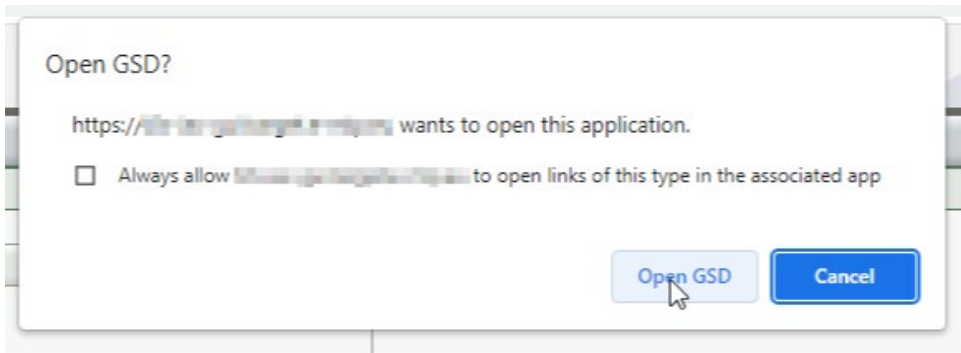 Open GSD?
https:// wants to open this application.
Always allow to open links of this type in the associated app
Open GSD
Cancel